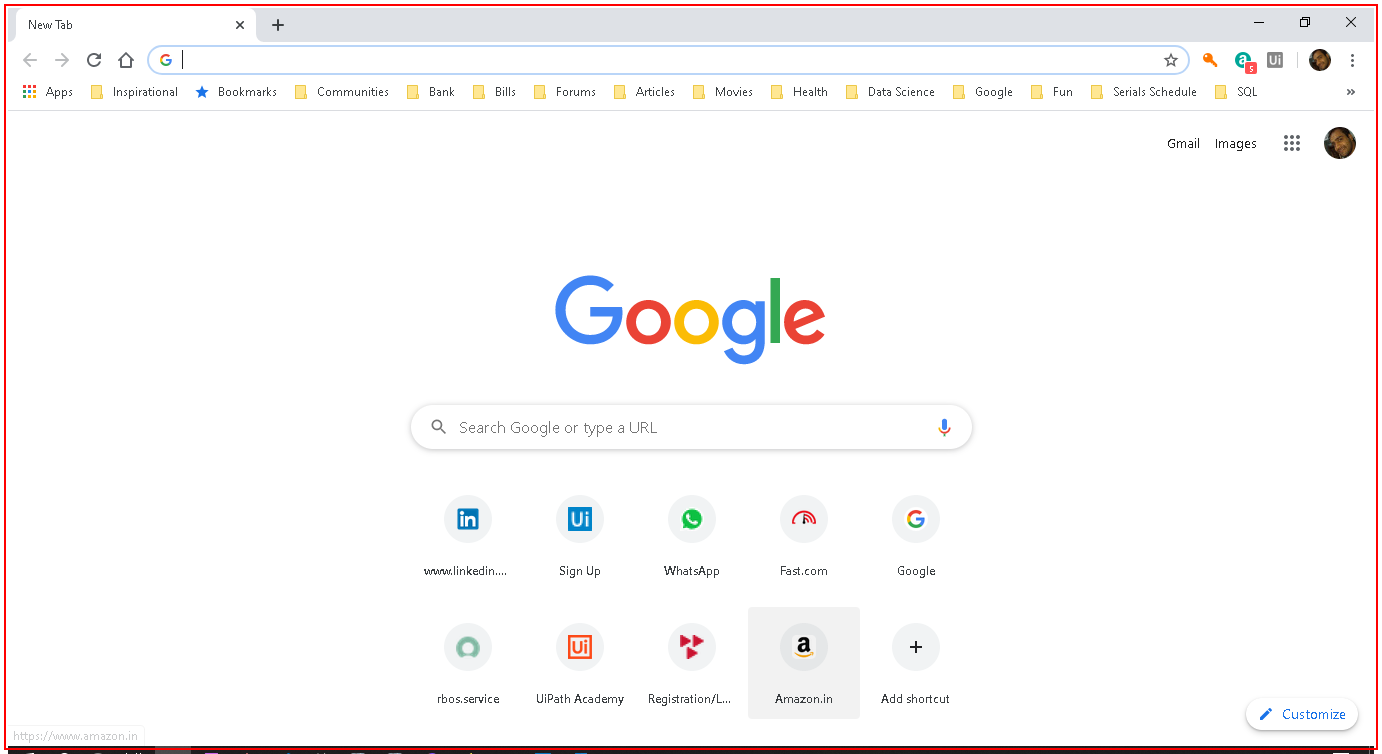 New Tab
Apps Inspirational Bookmarks Communities Bank Bills Forums Articles Movies Health Data Science Google Fun Serials Schedule SQL »
Gmail Images
Google
Search Google or type a URL
www.linkedin.... Sign Up WhatsApp Fast.com Google
rbos.service UiPath Academy Registration/L... Amazon.in Add shortcut
Customize
https://www.amazon.in